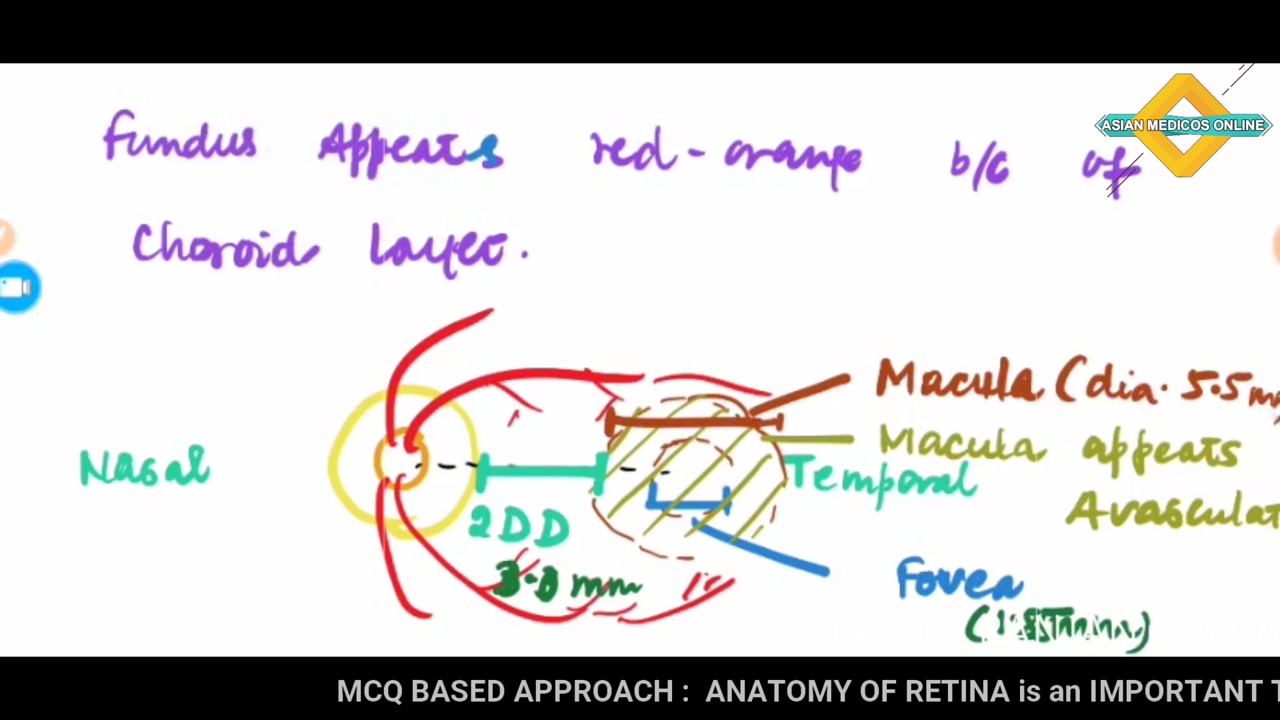 Fundus Appears red-orange b/c of
Choroid layer.
ASIAN MEDICOS ONLINE
Macula (dia. 5.5m
Macula appears
Avascular
Nasal
Temporal
2DD
3.0 mm
Fovea
MCQ BASED APPROACH : ANATOMY OF RETINA is an IMPORTANT T